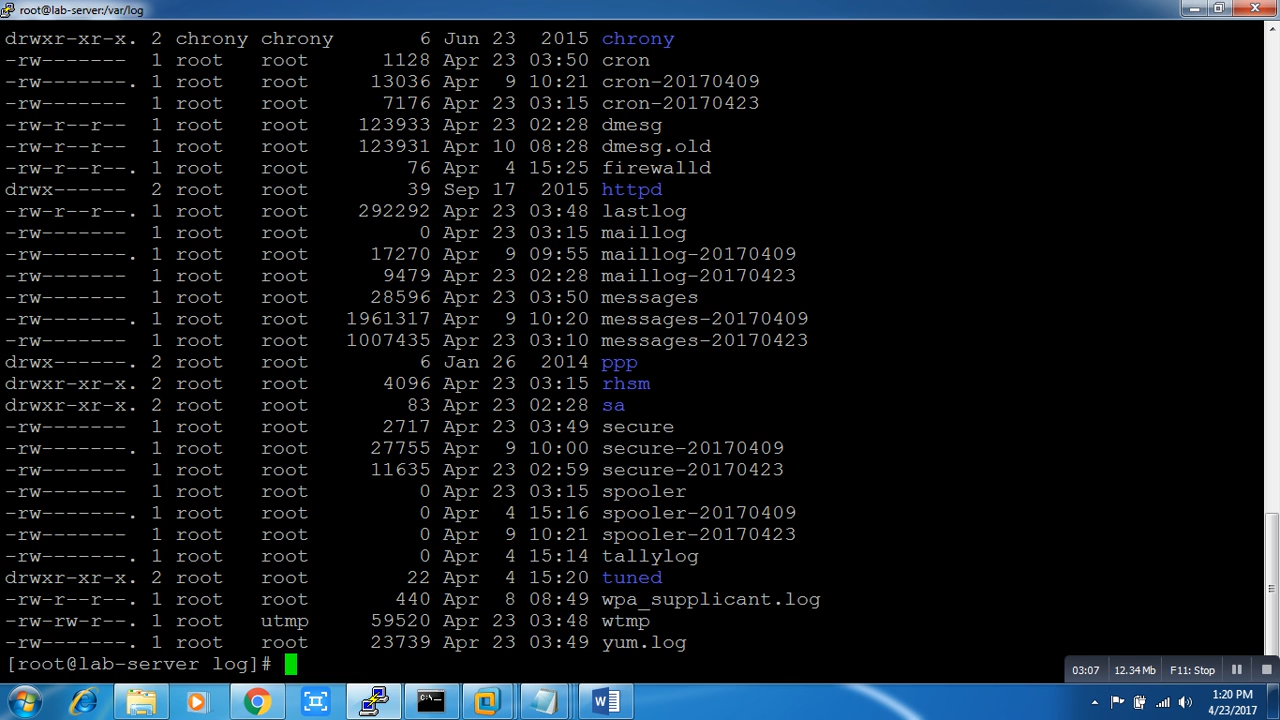 root@lab-server:/var/log
drwxr-xr-x. 2 chrony chrony 6 Jun 23 2015 chrony
-rw------- 1 root root 1128 Apr 23 03:50 cron
-rw-------. 1 root root 13036 Apr 9 10:21 cron-20170409
-rw------- 1 root root 7176 Apr 23 03:15 cron-20170423
-rw-r--r-- 1 root root 123933 Apr 23 02:28 dmesg
-rw-r--r--. 1 root root 123931 Apr 10 08:28 dmesg.old
-rw-r--r--. 1 root root 76 Apr 4 15:25 firewalld
drwx------ 2 root root 39 Sep 17 2015 httpd
-rw-r--r--. 1 root root 292292 Apr 23 03:48 lastlog
-rw------- 1 root root 0 Apr 23 03:15 maillog
-rw-------. 1 root root 17270 Apr 9 09:55 maillog-20170409
-rw------- 1 root root 9479 Apr 23 02:28 maillog-20170423
-rw------- 1 root root 28596 Apr 23 03:50 messages
-rw-------. 1 root root 1961317 Apr 9 10:20 messages-20170409
-rw------- 1 root root 1007435 Apr 23 03:10 messages-20170423
drwx------. 2 root root 6 Jan 26 2014 ppp
drwxr-xr-x. 2 root root 4096 Apr 23 03:15 rhsm
drwxr-xr-x. 2 root root 83 Apr 23 02:28 sa
-rw------- 1 root root 2717 Apr 23 03:49 secure
-rw-------. 1 root root 27755 Apr 9 10:00 secure-20170409
-rw------- 1 root root 11635 Apr 23 02:59 secure-20170423
-rw------- 1 root root 0 Apr 23 03:15 spooler
-rw-------. 1 root root 0 Apr 4 15:16 spooler-20170409
-rw------- 1 root root 0 Apr 9 10:21 spooler-20170423
-rw-------. 1 root root 0 Apr 4 15:14 tallylog
drwxr-xr-x. 2 root root 22 Apr 4 15:20 tuned
-rw-r--r-- 1 root root 440 Apr 8 08:49 wpa_supplicant.log
-rw-rw-r--. 1 root utmp 59520 Apr 23 03:48 wtmp
-rw-------. 1 root root 23739 Apr 23 03:49 yum.log
[root@lab-server log]#
03:07 12.34 Mb F11: Stop
C:\
W
1:20 PM
4/23/2017